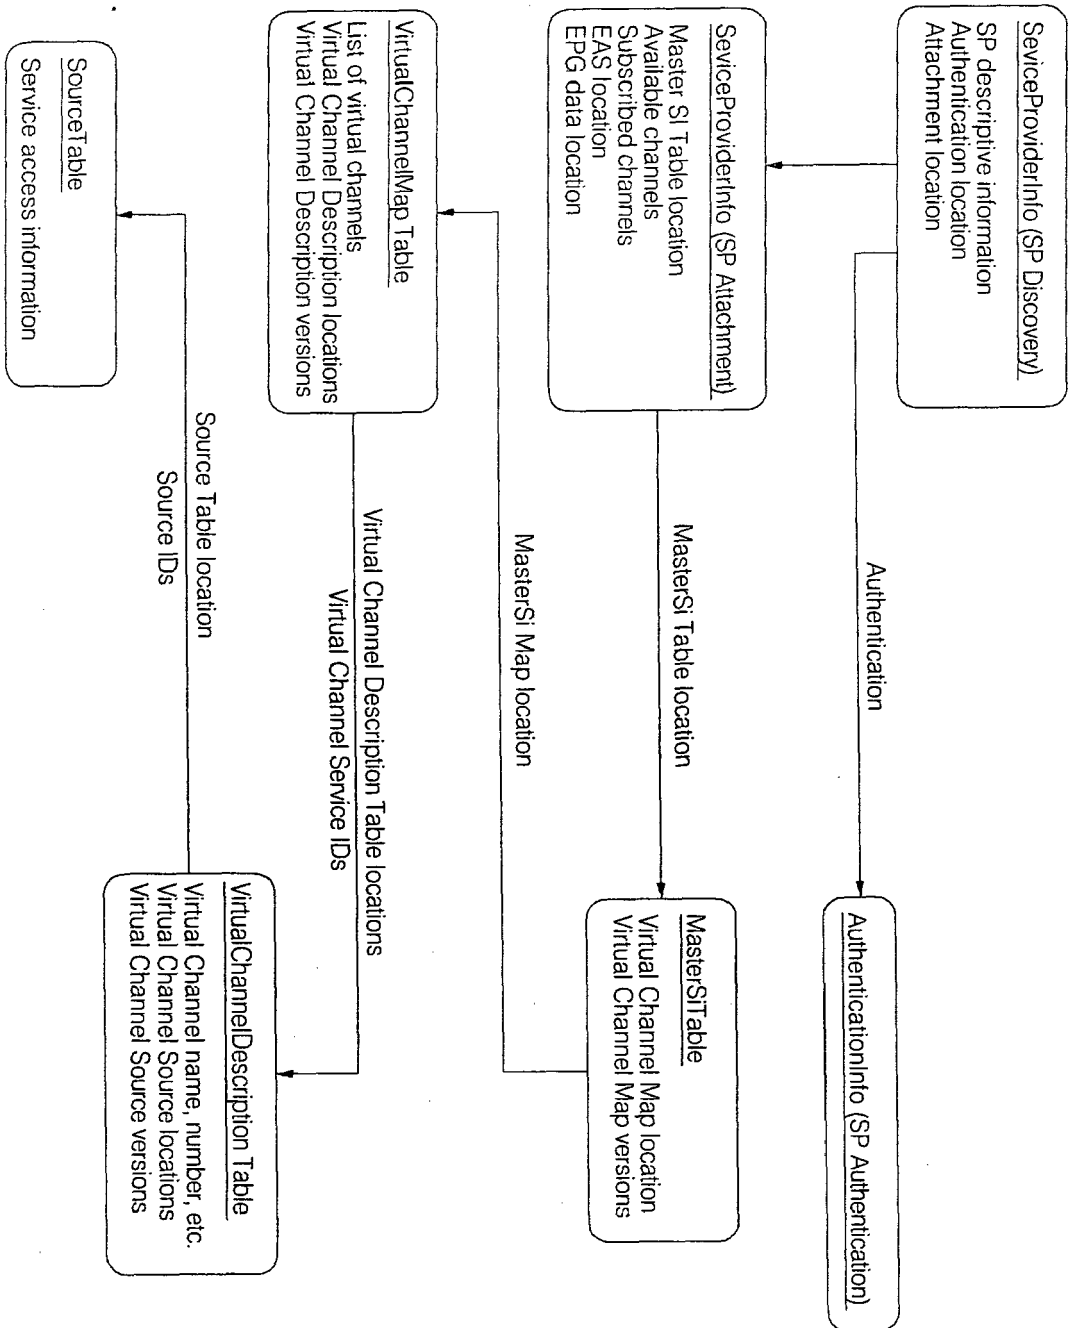 SeviceProviderInfo (SP Discovery)
SP descriptive information
Authentication location
Attachment location
Authentication
AuthenticationInfo (SP Authentication)
SeviceProviderInfo (SP Attachment)
Master SI Table location
Available channels
Subscribed channels
EAS location
EPG data location
MasterSi Table location
MasterSiTable
Virtual Channel Map location
Virtual Channel Map versions
MasterSi Map location
VirtualChannelMap Table
List of virtual channels
Virtual Channel Description locations
Virtual Channel Description versions
Virtual Channel Description Table locations
Virtual Channel Service IDs
VirtualChannelDescription Table
Virtual Channel name, number, etc.
Virtual Channel Source locations
Virtual Channel Source versions
Source Table location
Source IDs
SourceTable
Service access information